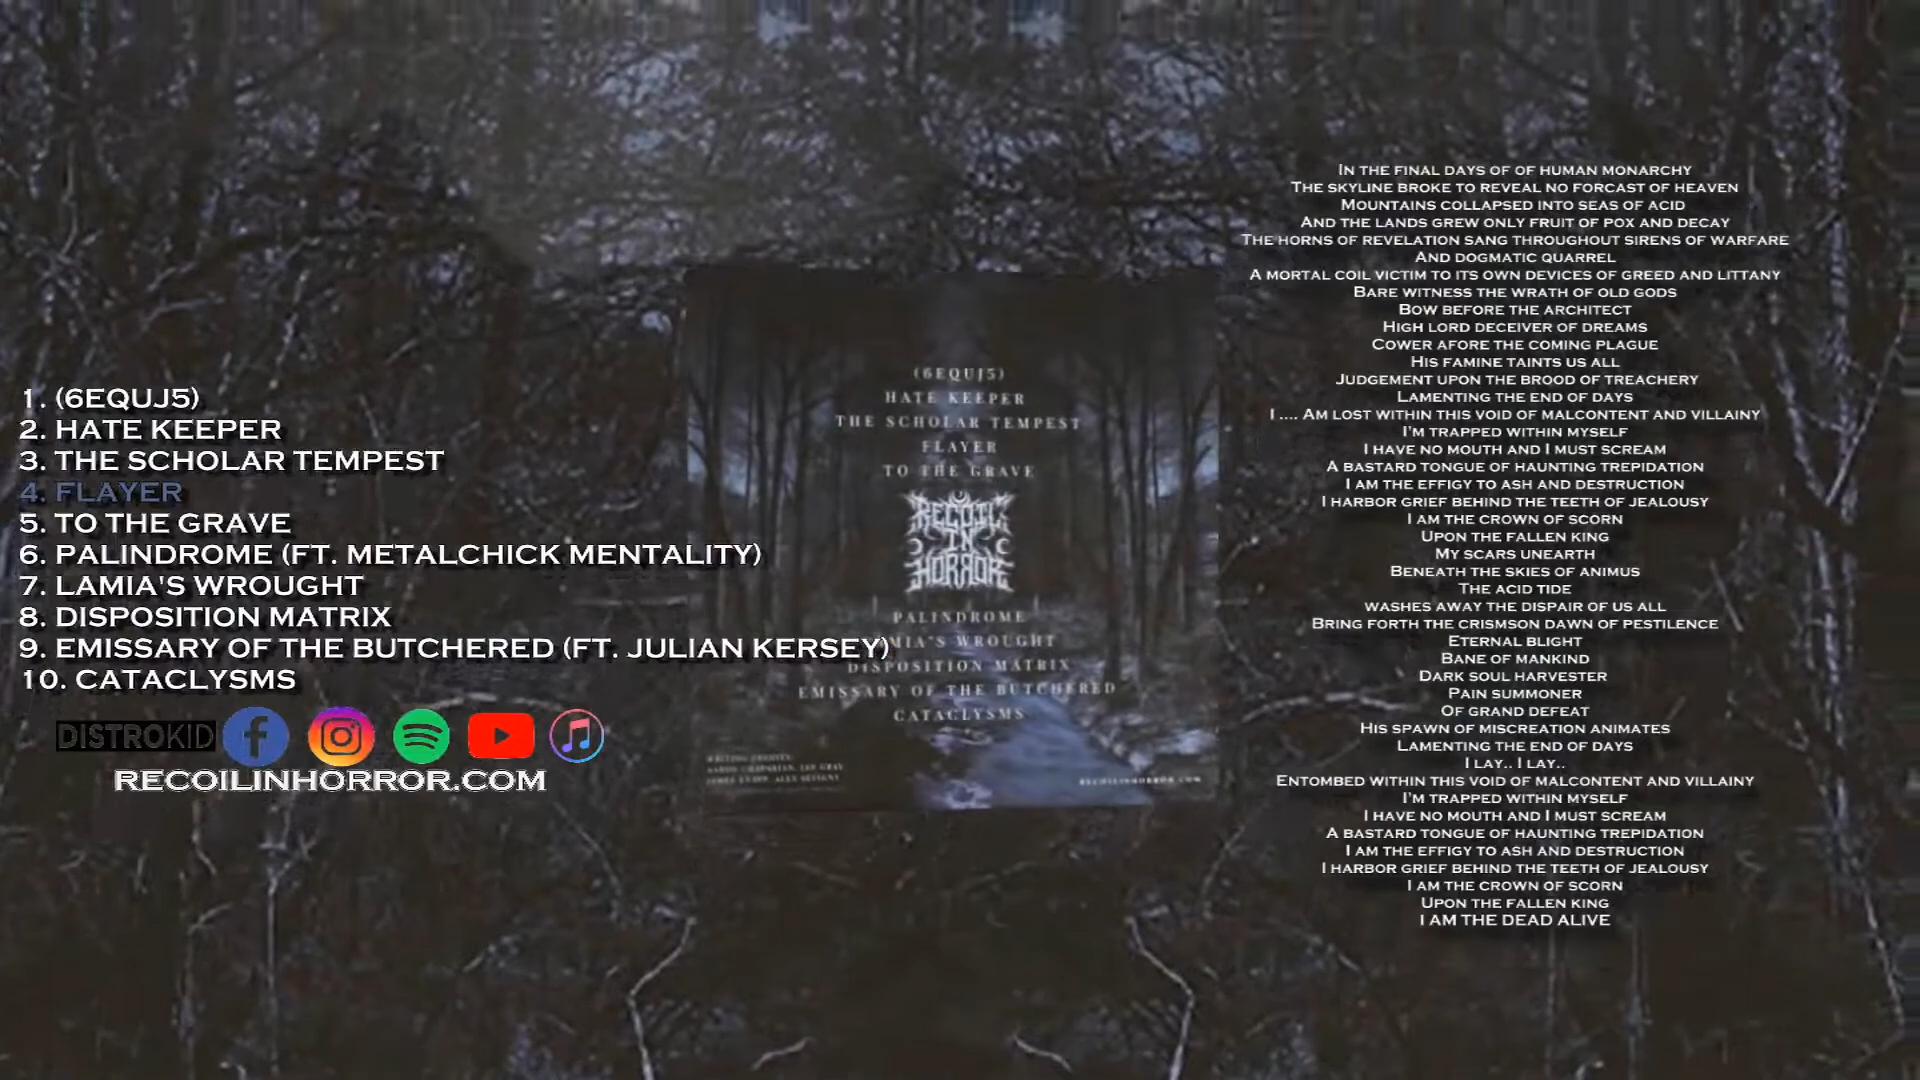 1. (6EQUJ5)
2. HATE KEEPER
3. THE SCHOLAR TEMPEST
4. FLAYER
5. TO THE GRAVE
6. PALINDROME (FT. METALCHICK MENTALITY)
7. LAMIA'S WROUGHT
8. DISPOSITION MATRIX
9. EMISSARY OF THE BUTCHERED (FT. JULIAN KERSEY)
10. CATACLYSMS
DISTROKID
RECOILINHORROR.COM
(6EQUJ5)
HATE KEEPER
THE SCHOLAR TEMPEST
FLAYER
TO THE GRAVE
RECOIL
IN
HORROR
PALINDROME
MIA'S WROUGHT
DISPOSITION MATRIX
EMISSARY OF THE BUTCHERED
CATACLYSMS
RECOILINHORROR.COM
IN THE FINAL DAYS OF OF HUMAN MONARCHY
THE SKYLINE BROKE TO REVEAL NO FORCAST OF HEAVEN
MOUNTAINS COLLAPSED INTO SEAS OF ACID
AND THE LANDS GREW ONLY FRUIT OF POX AND DECAY
THE HORNS OF REVELATION SANG THROUGHOUT SIRENS OF WARFARE
AND DOGMATIC QUARREL
A MORTAL COIL VICTIM TO ITS OWN DEVICES OF GREED AND LITTANY
BARE WITNESS THE WRATH OF OLD GODS
BOW BEFORE THE ARCHITECT
HIGH LORD DECEIVER OF DREAMS
COWER AFORE THE COMING PLAGUE
HIS FAMINE TAINTS US ALL
JUDGEMENT UPON THE BROOD OF TREACHERY
LAMENTING THE END OF DAYS
I .... AM LOST WITHIN THIS VOID OF MALCONTENT AND VILLAINY
I'M TRAPPED WITHIN MYSELF
I HAVE NO MOUTH AND I MUST SCREAM
A BASTARD TONGUE OF HAUNTING TREPIDATION
I AM THE EFFIGY TO ASH AND DESTRUCTION
I HARBOR GRIEF BEHIND THE TEETH OF JEALOUSY
I AM THE CROWN OF SCORN
UPON THE FALLEN KING
MY SCARS UNEARTH
BENEATH THE SKIES OF ANIMUS
THE ACID TIDE
WASHES AWAY THE DISPAIR OF US ALL
BRING FORTH THE CRISMSON DAWN OF PESTILENCE
ETERNAL BLIGHT
BANE OF MANKIND
DARK SOUL HARVESTER
PAIN SUMMONER
OF GRAND DEFEAT
HIS SPAWN OF MISCREATION ANIMATES
LAMENTING THE END OF DAYS
I LAY.. I LAY..
ENTOMBED WITHIN THIS VOID OF MALCONTENT AND VILLAINY
I'M TRAPPED WITHIN MYSELF
I HAVE NO MOUTH AND I MUST SCREAM
A BASTARD TONGUE OF HAUNTING TREPIDATION
I AM THE EFFIGY TO ASH AND DESTRUCTION
I HARBOR GRIEF BEHIND THE TEETH OF JEALOUSY
I AM THE CROWN OF SCORN
UPON THE FALLEN KING
I AM THE DEAD ALIVE